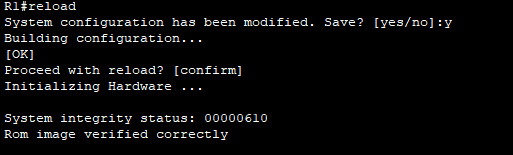 R1#reload
System configuration has been modified. Save? [yes/no]:y
Building configuration...
[OK]
Proceed with reload? [confirm]
Initializing Hardware ...
System integrity status: 00000610
Rom image verified correctly